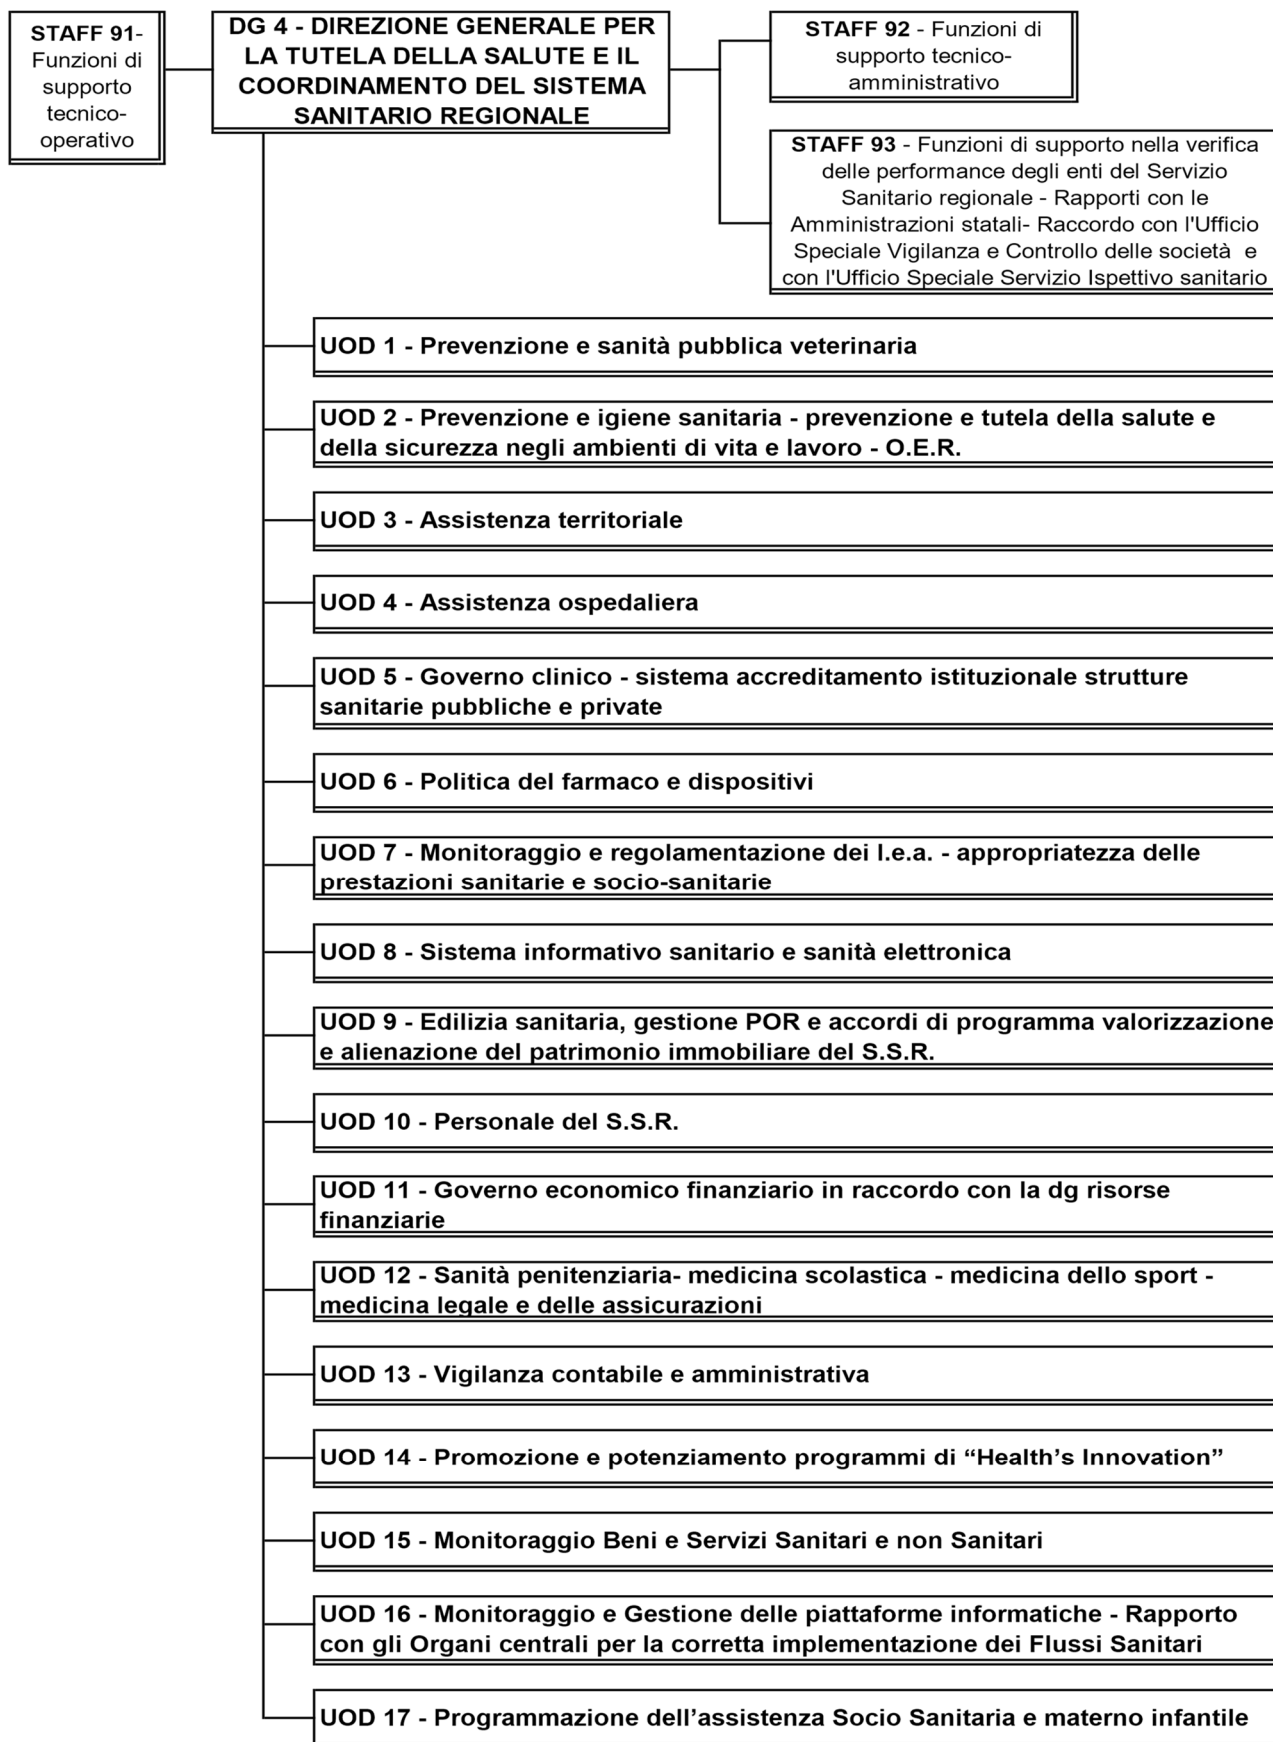 STAFF 91-
Funzioni di
supporto
tecnico-
operativo
DG 4 - DIREZIONE GENERALE PER
LA TUTELA DELLA SALUTE E IL
COORDINAMENTO DEL SISTEMA
SANITARIO REGIONALE
STAFF 92 - Funzioni di
supporto tecnico-
amministrativo
STAFF 93 - Funzioni di supporto nella verifica
delle performance degli enti del Servizio
Sanitario regionale - Rapporti con le
Amministrazioni statali- Raccordo con l'Ufficio
Speciale Vigilanza e Controllo delle società e
con l'Ufficio Speciale Servizio Ispettivo sanitario
UOD 1 - Prevenzione e sanità pubblica veterinaria
UOD 2 - Prevenzione e igiene sanitaria - prevenzione e tutela della salute e
della sicurezza negli ambienti di vita e lavoro - O.E.R.
UOD 3 - Assistenza territoriale
UOD 4 - Assistenza ospedaliera
UOD 5 - Governo clinico - sistema accreditamento istituzionale strutture
sanitarie pubbliche e private
UOD 6 - Politica del farmaco e dispositivi
UOD 7 - Monitoraggio e regolamentazione dei l.e.a. - appropriatezza delle
prestazioni sanitarie e socio-sanitarie
UOD 8 - Sistema informativo sanitario e sanità elettronica
UOD 9 - Edilizia sanitaria, gestione POR e accordi di programma valorizzazione
e alienazione del patrimonio immobiliare del S.S.R.
UOD 10 - Personale del S.S.R.
UOD 11 - Governo economico finanziario in raccordo con la dg risorse
finanziarie
UOD 12 - Sanità penitenziaria- medicina scolastica - medicina dello sport -
medicina legale e delle assicurazioni
UOD 13 - Vigilanza contabile e amministrativa
UOD 14 - Promozione e potenziamento programmi di “Health’s Innovation”
UOD 15 - Monitoraggio Beni e Servizi Sanitari e non Sanitari
UOD 16 - Monitoraggio e Gestione delle piattaforme informatiche - Rapporto
con gli Organi centrali per la corretta implementazione dei Flussi Sanitari
UOD 17 - Programmazione dell’assistenza Socio Sanitaria e materno infantile